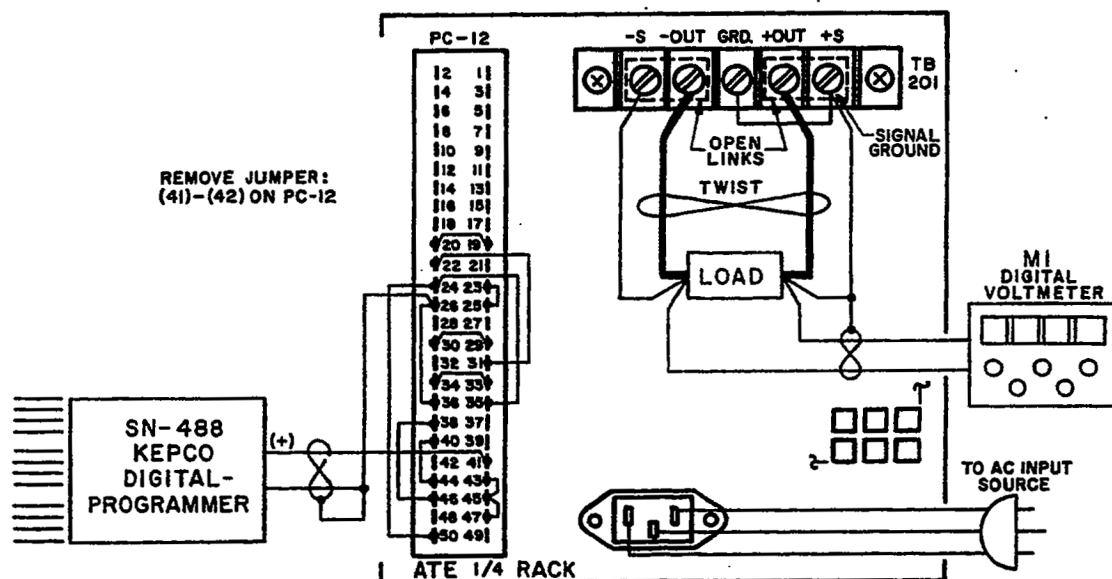 PC-12
2 1
4 3
6 5
8 7
10 9
12 11
14 13
16 15
18 17
20 19
22 21
24 23
26 25
28 27
30 29
32 31
34 33
36 35
38 37
40 39
42 41
44 43
46 45
48 47
50 49
ATE 1/4 RACK
REMOVE JUMPER:
(41)-(42) ON PC-12
SN-488
KEPCO
DIGITAL-
PROGRAMMER
(+)
-S -OUT GRD. +OUT +S
TB
201
OPEN
LINKS
SIGNAL
GROUND
TWIST
LOAD
M1
DIGITAL
VOLTMETER
TO AC INPUT
SOURCE